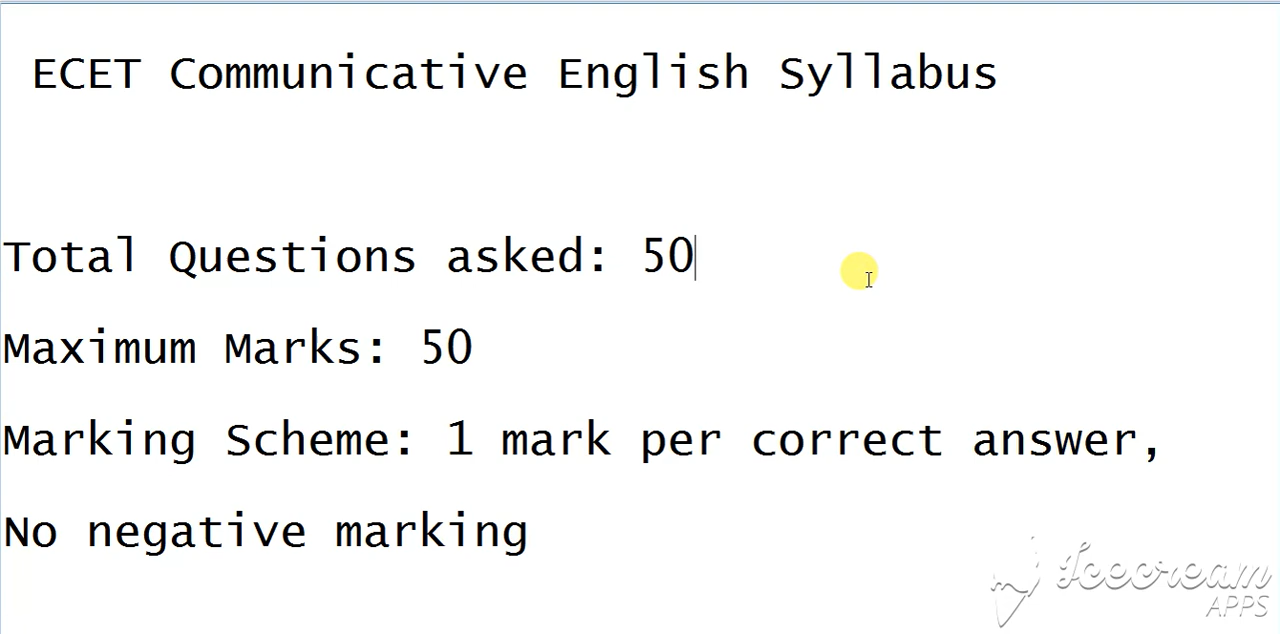 ECET Communicative English Syllabus
Total Questions asked: 50
Maximum Marks: 50
Marking Scheme: 1 mark per correct answer,
No negative marking
Icecream
APPS